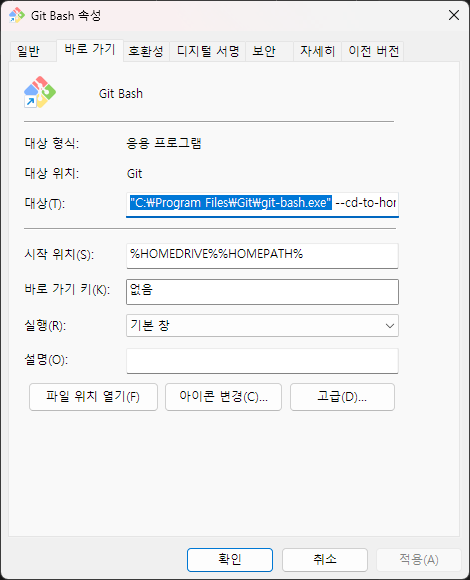 Git Bash 속성
일반 바로 가기 호환성 디지털 서명 보안 자세히 이전 버전
Git Bash
대상 형식: 응용 프로그램
대상 위치: Git
대상(T): "C:₩Program Files₩Git₩git-bash.exe" --cd-to-hor
시작 위치(S): %HOMEDRIVE%%HOMEPATH%
바로 가기 키(K): 없음
실행(R): 기본 창
설명(O):
파일 위치 열기(F) 아이콘 변경(C)... 고급(D)...
확인 취소 적용(A)